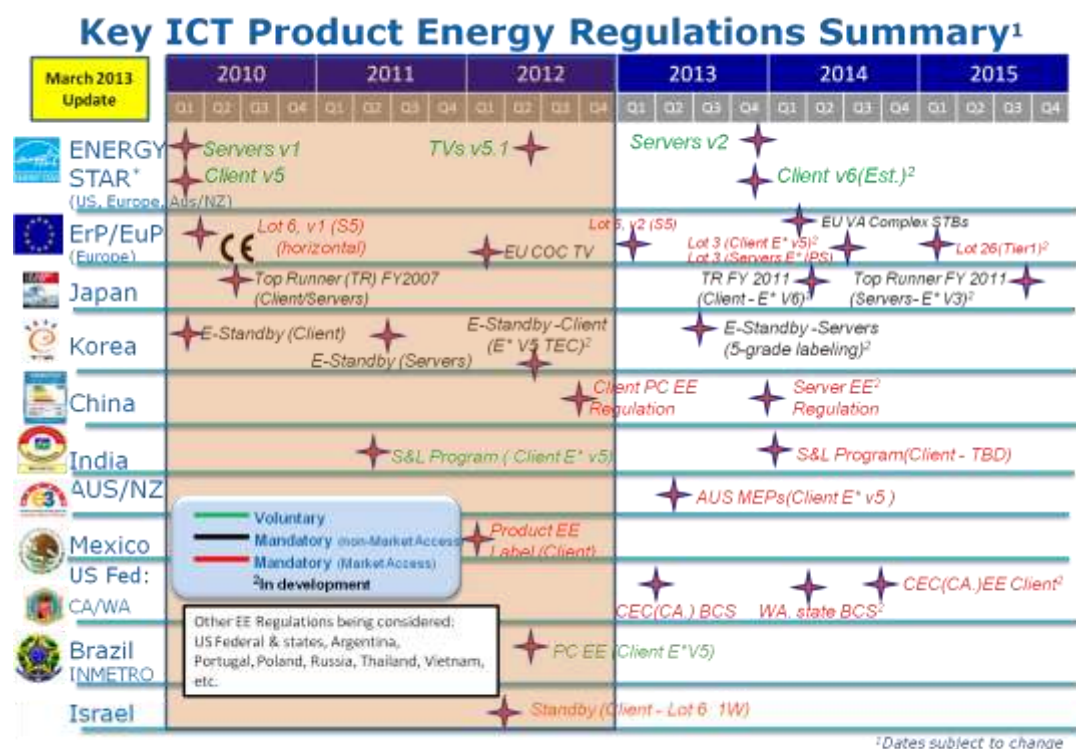 Key ICT Product Energy Regulations Summary¹
March 2013
Update
2010 2011 2012 2013 2014 2015
Q1 Q2 Q3 Q4 Q1 Q2 Q3 Q4 Q1 Q2 Q3 Q4 Q1 Q2 Q3 Q4 Q1 Q2 Q3 Q4 Q1 Q2 Q3 Q4
ENERGY
STAR*
(US, Europe, Aus/NZ)
Servers v1
TVs v5.1
Servers v2
Client v5
Client v6(Est.)²
ErP/EuP
(Europe)
Lot 6, v1 (S5)
(horizontal)
CE
EU COC TV
Lot 6, v2 (S5)
EU VA Complex STBs
Lot 3 (Client E* v5)²
Lot 3 (Servers E* IPS)
Lot 26(Tier1)²
Japan
Top Runner (TR) FY2007
(Client/Servers)
TR FY 2011
(Client - E* V6)²
Top Runner FY 2011
(Servers- E* V3)²
Korea
E-Standby (Client)
E-Standby (Servers)
E-Standby -Client
(E* V5 TEC)²
E-Standby -Servers
(5-grade labeling)²
China
Client PC EE
Regulation
Server EE²
Regulation
India
S&L Program ( Client E* v5)
S&L Program(Client - TBD)
AUS/NZ
AUS MEPs(Client E* v5 )
Mexico
Product EE
Label (Client)
US Fed:
CA/WA
CEC(CA.) BCS
WA. state BCS²
CEC(CA.)EE Client²
Brazil
INMETRO
PC EE (Client E*V5)
Israel
Standby (Client - Lot 6 1W)
Voluntary
Mandatory (non-Market Access
Mandatory (Market Access)
²In development
Other EE Regulations being considered:
US Federal & states, Argentina,
Portugal, Poland, Russia, Thailand, Vietnam,
etc.
¹Dates subject to change